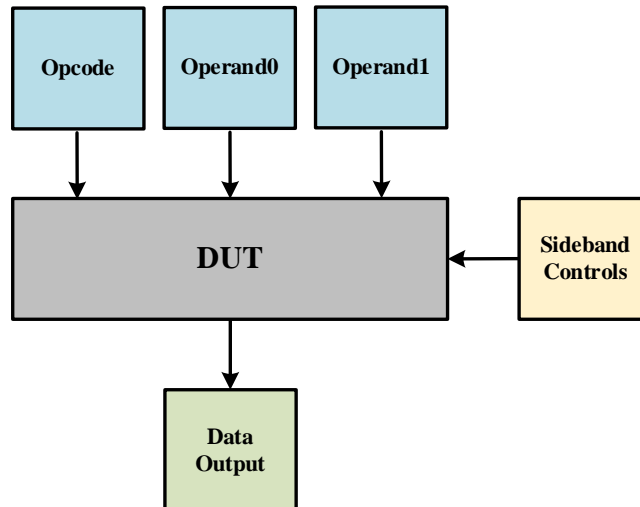 Opcode
Operand0
Operand1
DUT
Sideband
Controls
Data
Output